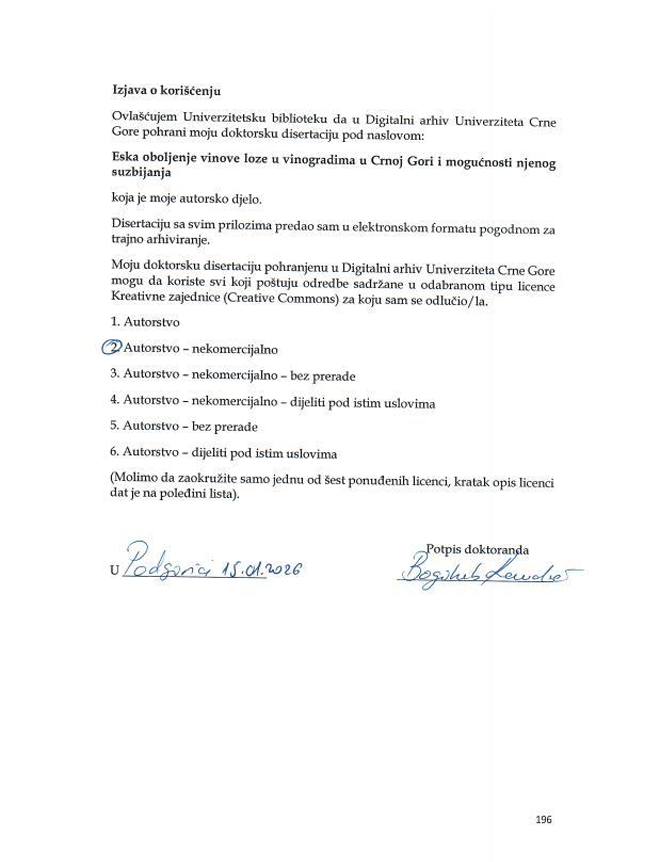 Izjava o korišćenju
Ovlašćujem Univerzitetsku biblioteku da u Digitalni arhiv Univerziteta Crne
Gore pohrani moju doktorsku disertaciju pod naslovom:
Eska oboljenje vinove loze u vinogradima u Crnoj Gori i mogućnosti njenog
suzbijanja
koja je moje autorsko djelo.
Disertaciju sa svim prilozima predao sam u elektronskom formatu pogodnom za
trajno arhiviranje.
Moju doktorsku disertaciju pohranjenu u Digitalni arhiv Univerziteta Crne Gore
mogu da koriste svi koji poštuju odredbe sadržane u odabranom tipu licence
Kreativne zajednice (Creative Commons) za koju sam se odlučio/la.
1. Autorstvo
2. Autorstvo – nekomercijalno
3. Autorstvo – nekomercijalno – bez prerade
4. Autorstvo – nekomercijalno – dijeliti pod istim uslovima
5. Autorstvo – bez prerade
6. Autorstvo – dijeliti pod istim uslovima
(Molimo da zaokružite samo jednu od šest ponuđenih licenci, kratak opis licenci
dat je na poleđini lista).
Potpis doktoranda
U Podgorici 15.01.2026
196